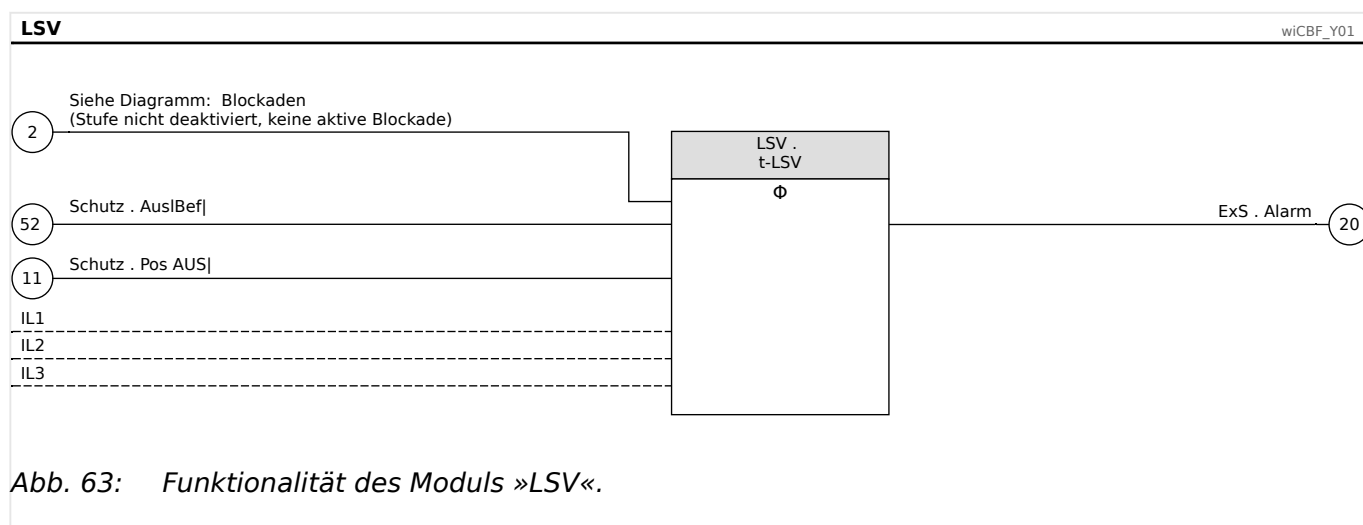 LSV
wiCBF_Y01
Siehe Diagramm: Blockaden
(Stufe nicht deaktiviert, keine aktive Blockade)
2
LSV .
t-LSV
Φ
Schutz . AuslBef|
52
ExS . Alarm
20
Schutz . Pos AUS|
11
IL1
IL2
IL3
Abb. 63: Funktionalität des Moduls »LSV«.